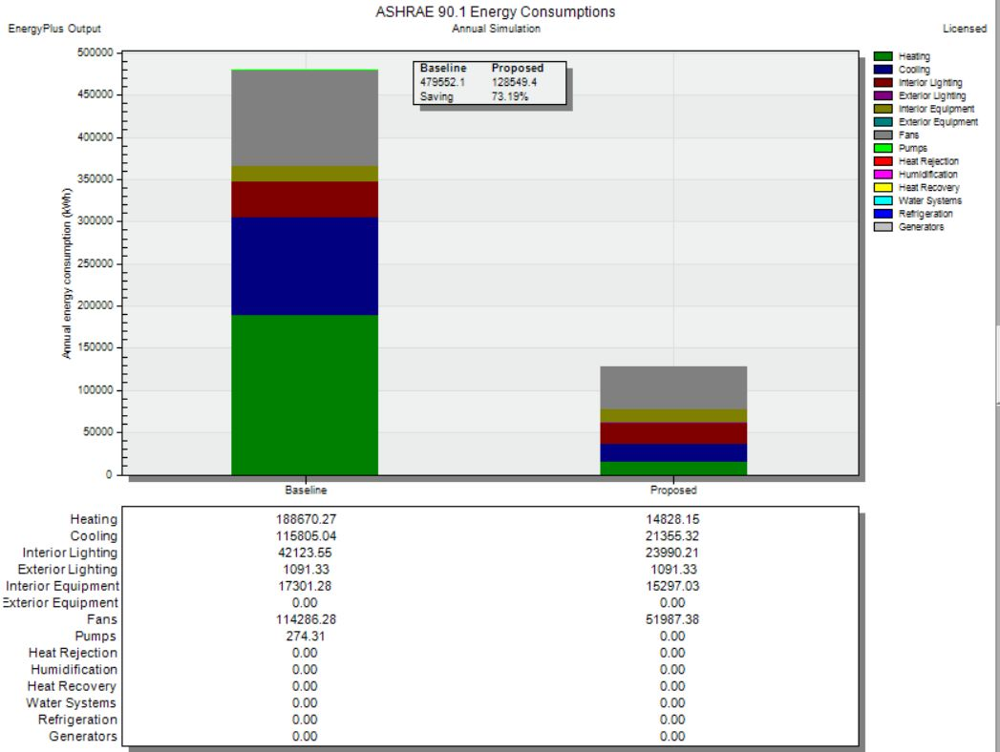 ASHRAE 90.1 Energy Consumptions
EnergyPlus Output
Annual Simulation
Licensed
Annual energy consumption (kWh)
500000
450000
400000
350000
300000
250000
200000
150000
100000
50000
0
Baseline Proposed
479552.1 128549.4
Saving 73.19%
Heating
Cooling
Interior Lighting
Exterior Lighting
Interior Equipment
Exterior Equipment
Fans
Pumps
Heat Rejection
Humidification
Heat Recovery
Water Systems
Refrigeration
Generators
Baseline Proposed
Heating 188670.27 14828.15
Cooling 115805.04 21355.32
Interior Lighting 42123.55 23990.21
Exterior Lighting 1091.33 1091.33
Interior Equipment 17301.28 15297.03
Exterior Equipment 0.00 0.00
Fans 114286.28 51987.38
Pumps 274.31 0.00
Heat Rejection 0.00 0.00
Humidification 0.00 0.00
Heat Recovery 0.00 0.00
Water Systems 0.00 0.00
Refrigeration 0.00 0.00
Generators 0.00 0.00